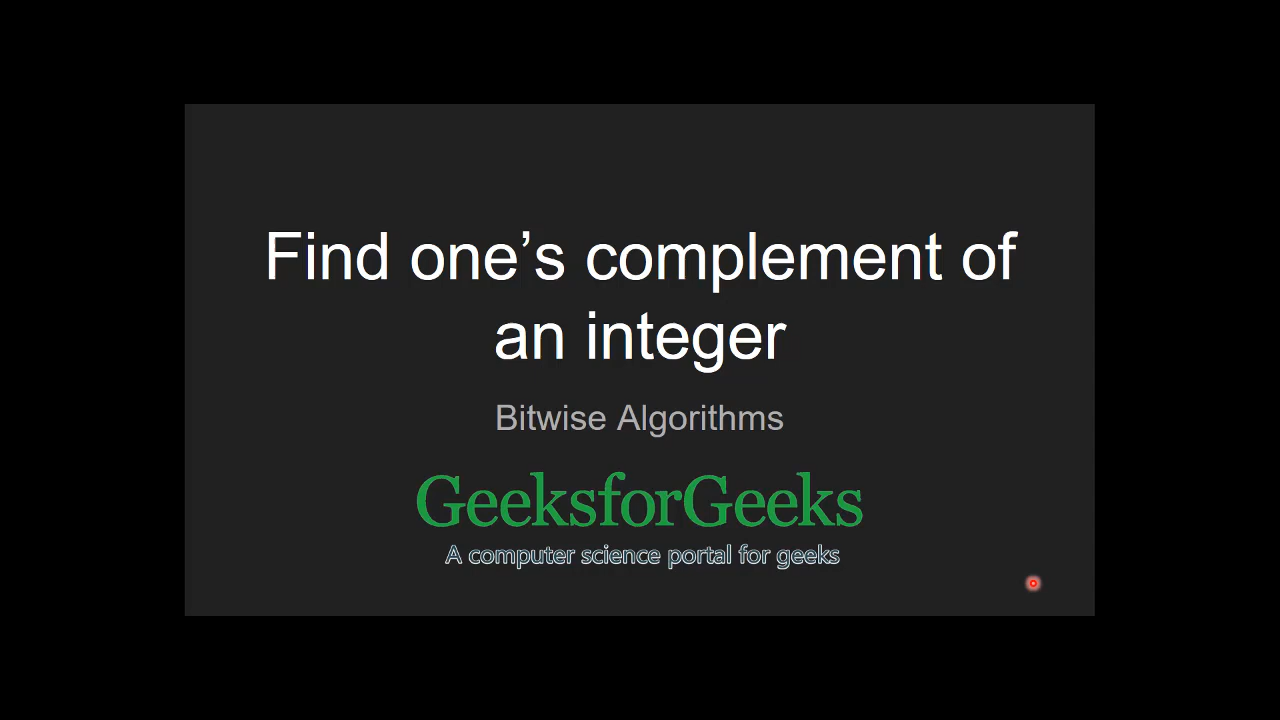 Find one’s complement of
an integer
Bitwise Algorithms
GeeksforGeeks
A computer science portal for geeks